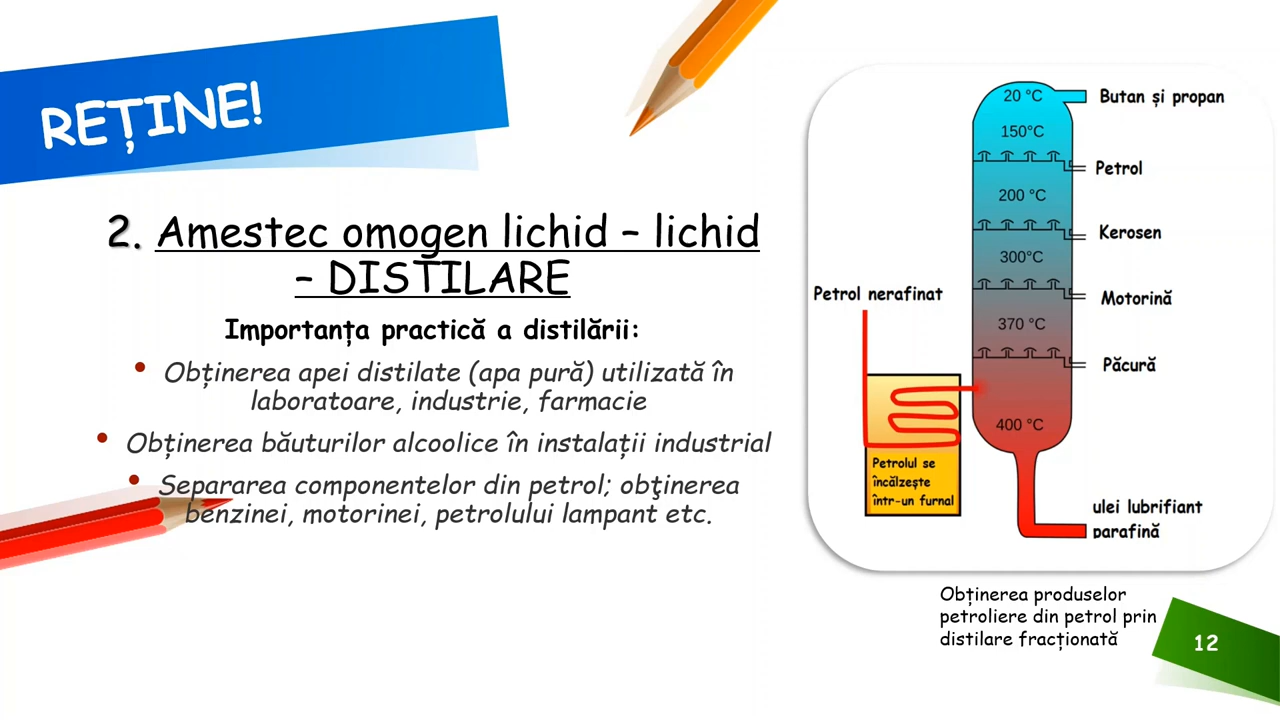 REȚINE!
2. Amestec omogen lichid – lichid
– DISTILARE
Importanța practică a distilării:
• Obținerea apei distilate (apa pură) utilizată în
laboratoare, industrie, farmacie
• Obținerea băuturilor alcoolice în instalații industrial
• Separarea componentelor din petrol; obţinerea
benzinei, motorinei, petrolului lampant etc.
20 °C
Butan și propan
150°C
Petrol
200 °C
Kerosen
300°C
Petrol nerafinat
Motorină
370 °C
Păcură
400 °C
Petrolul se
încălzește
într-un furnal
ulei lubrifiant
parafină
Obținerea produselor
petroliere din petrol prin
distilare fracționată
12